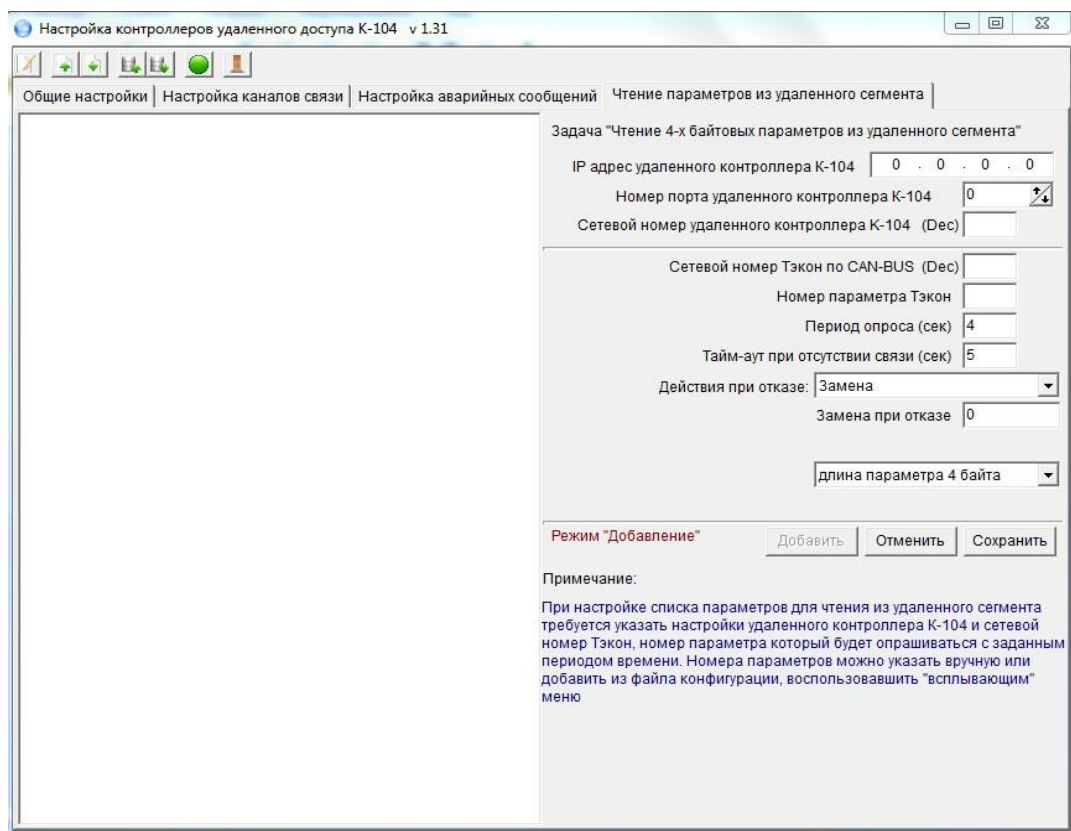 Настройка контроллеров удаленного доступа К-104 v 1.31
Общие настройки Настройка каналов связи Настройка аварийных сообщений Чтение параметров из удаленного сегмента
Задача "Чтение 4-х байтовых параметров из удаленного сегмента"
IP адрес удаленного контроллера К-104 0 . 0 . 0 . 0
Номер порта удаленного контроллера К-104 0
Сетевой номер удаленного контроллера К-104 (Dec)
Сетевой номер Тэкон по CAN-BUS (Dec)
Номер параметра Тэкон
Период опроса (сек) 4
Тайм-аут при отсутствии связи (сек) 5
Действия при отказе: Замена
Замена при отказе 0
длина параметра 4 байта
Режим "Добавление" Добавить Отменить Сохранить
Примечание:
При настройке списка параметров для чтения из удаленного сегмента
требуется указать настройки удаленного контроллера К-104 и сетевой
номер Тэкон, номер параметра который будет опрашиваться с заданным
периодом времени. Номера параметров можно указать вручную или
добавить из файла конфигурации, воспользовавшить "всплывающим"
меню